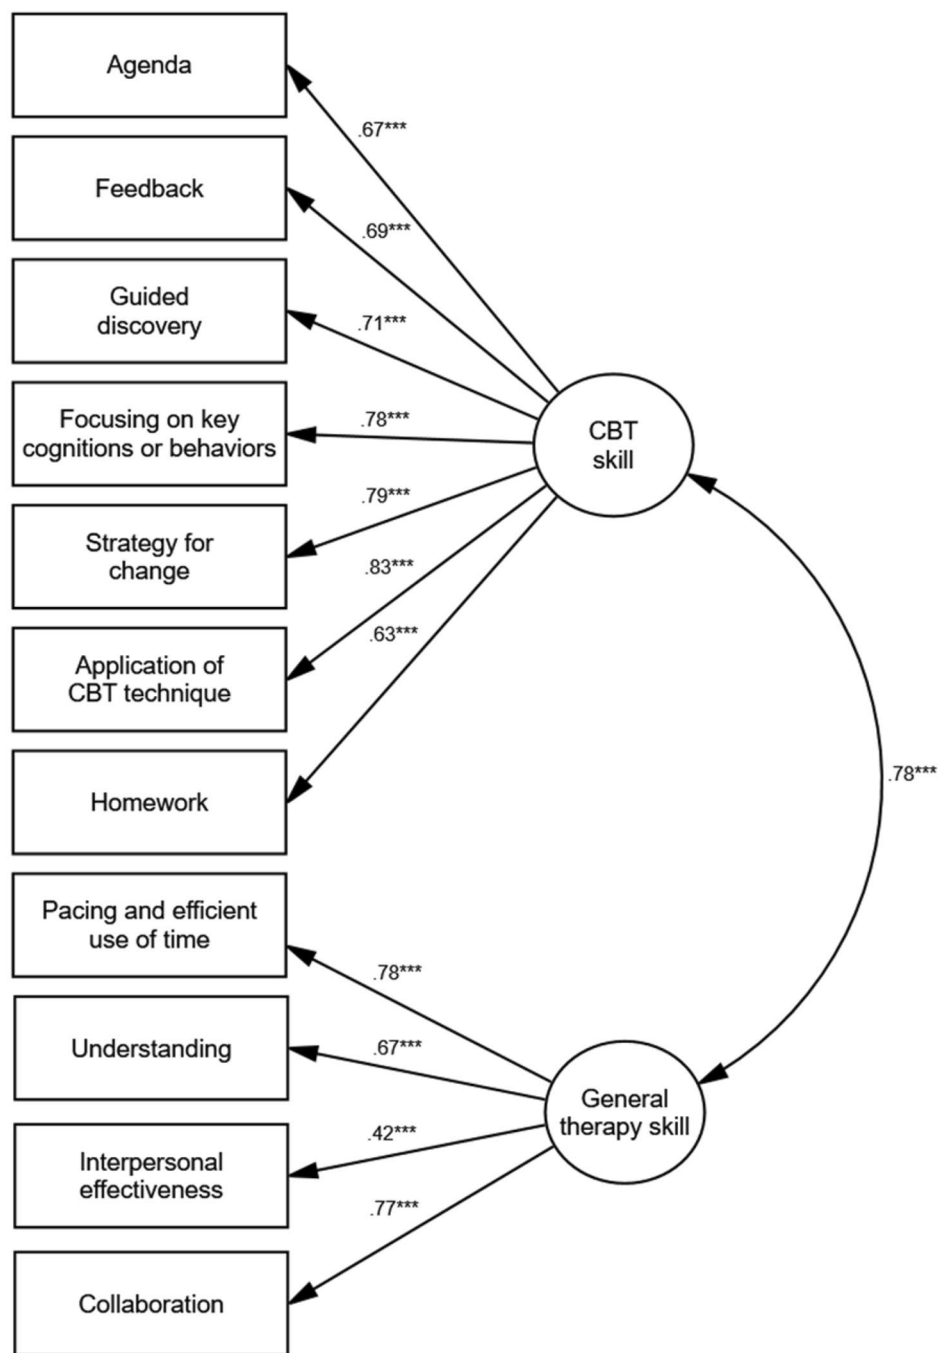 Agenda
.67***
Feedback
.69***
Guided
discovery
.71***
Focusing on key
cognitions or behaviors
.78***
CBT
skill
Strategy for
change
.79***
Application of
CBT technique
.83***
.63***
Homework
.78***
Pacing and efficient
use of time
.78***
Understanding
.67***
General
therapy skill
Interpersonal
effectiveness
.42***
Collaboration
.77***